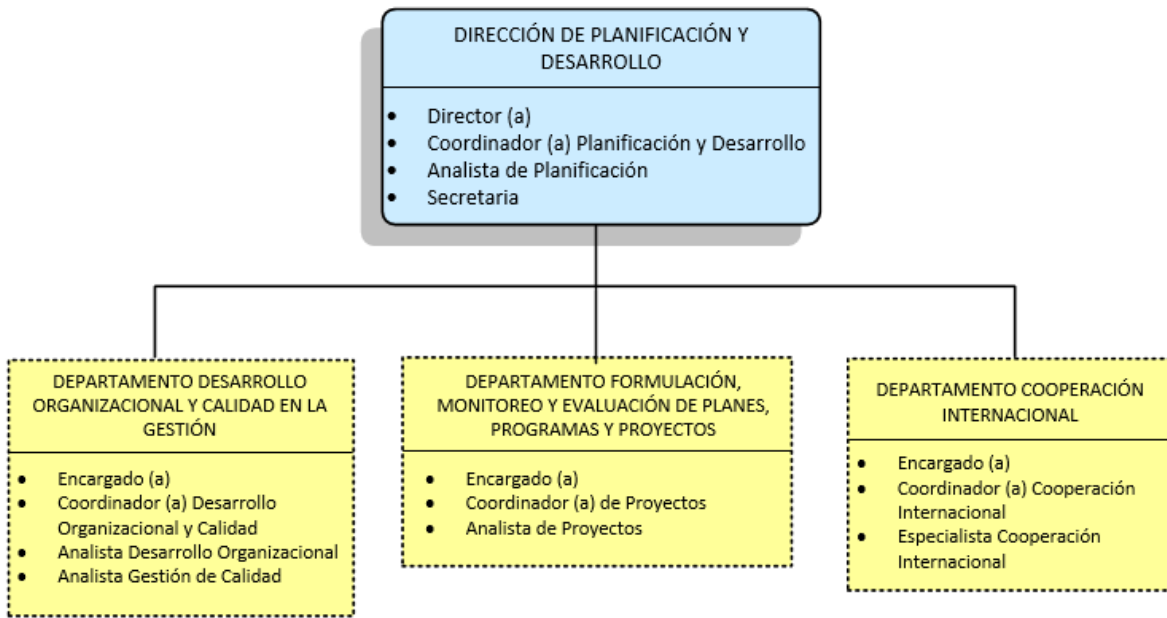 DIRECCIÓN DE PLANIFICACIÓN Y
DESARROLLO
• Director (a)
• Coordinador (a) Planificación y Desarrollo
• Analista de Planificación
• Secretaria
DEPARTAMENTO DESARROLLO
ORGANIZACIONAL Y CALIDAD EN LA
GESTIÓN
• Encargado (a)
• Coordinador (a) Desarrollo
Organizacional y Calidad
• Analista Desarrollo Organizacional
• Analista Gestión de Calidad
DEPARTAMENTO FORMULACIÓN,
MONITOREO Y EVALUACIÓN DE PLANES,
PROGRAMAS Y PROYECTOS
• Encargado (a)
• Coordinador (a) de Proyectos
• Analista de Proyectos
DEPARTAMENTO COOPERACIÓN
INTERNACIONAL
• Encargado (a)
• Coordinador (a) Cooperación
Internacional
• Especialista Cooperación
Internacional